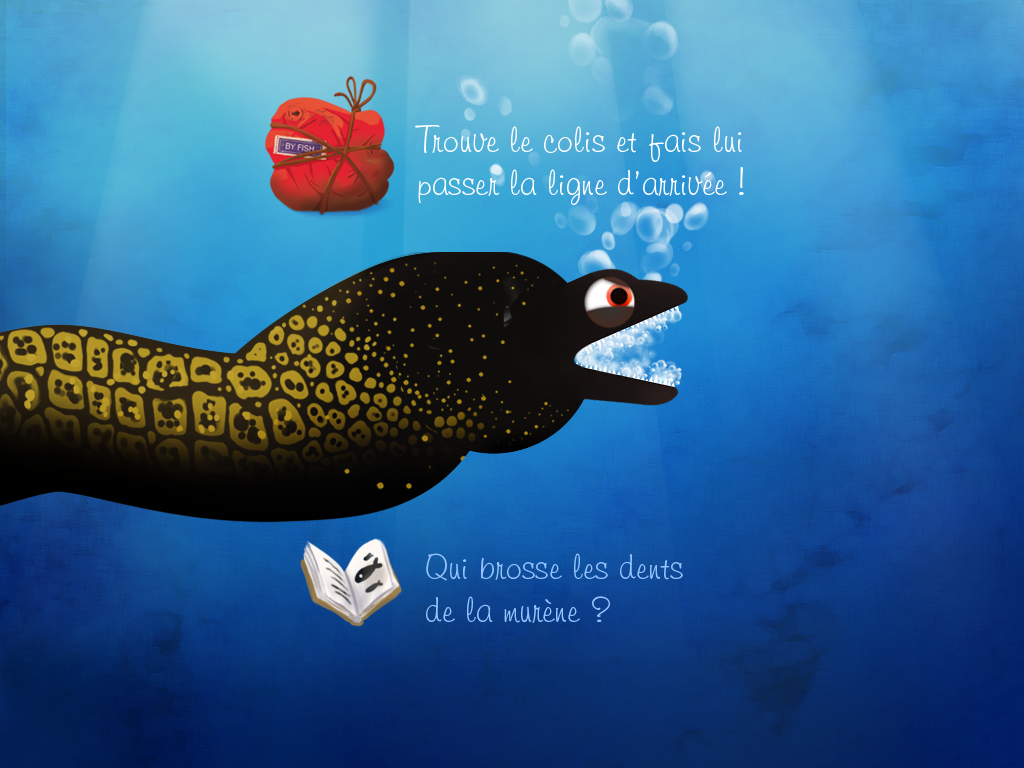 BY FISH
Trouve le colis et fais lui
passer la ligne d'arrivée !
Qui brosse les dents
de la murène ?